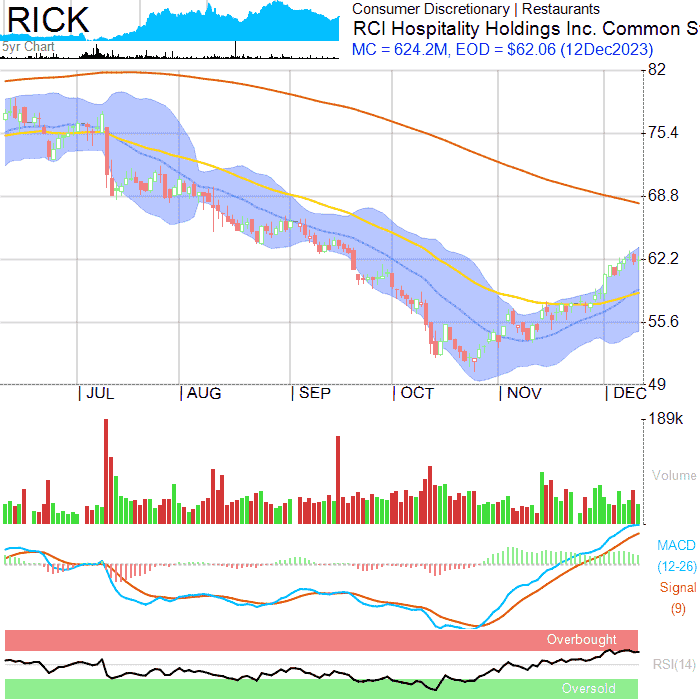 RICK
5yr Chart
Consumer Discretionary | Restaurants
RCI Hospitality Holdings Inc. Common
MC = 624.2M, EOD = $62.06 (12Dec2023)
82
75.4
68.8
62.2
55.6
49
JUL
AUG
SEP
OCT
NOV
DEC
189k
Volume
MACD
(12-26)
Signal
(9)
Overbought
RSI(14)
Oversold